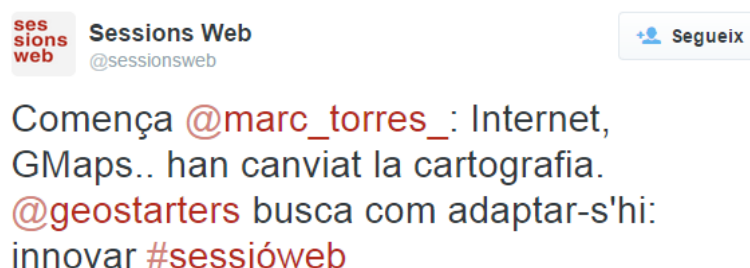 ses
sions
web
Sessions Web
@sessionsweb
Segueix
Comença @marc_torres_: Internet,
GMaps.. han canviat la cartografia.
@geostarters busca com adaptar-s'hi:
innovar #sessióweb